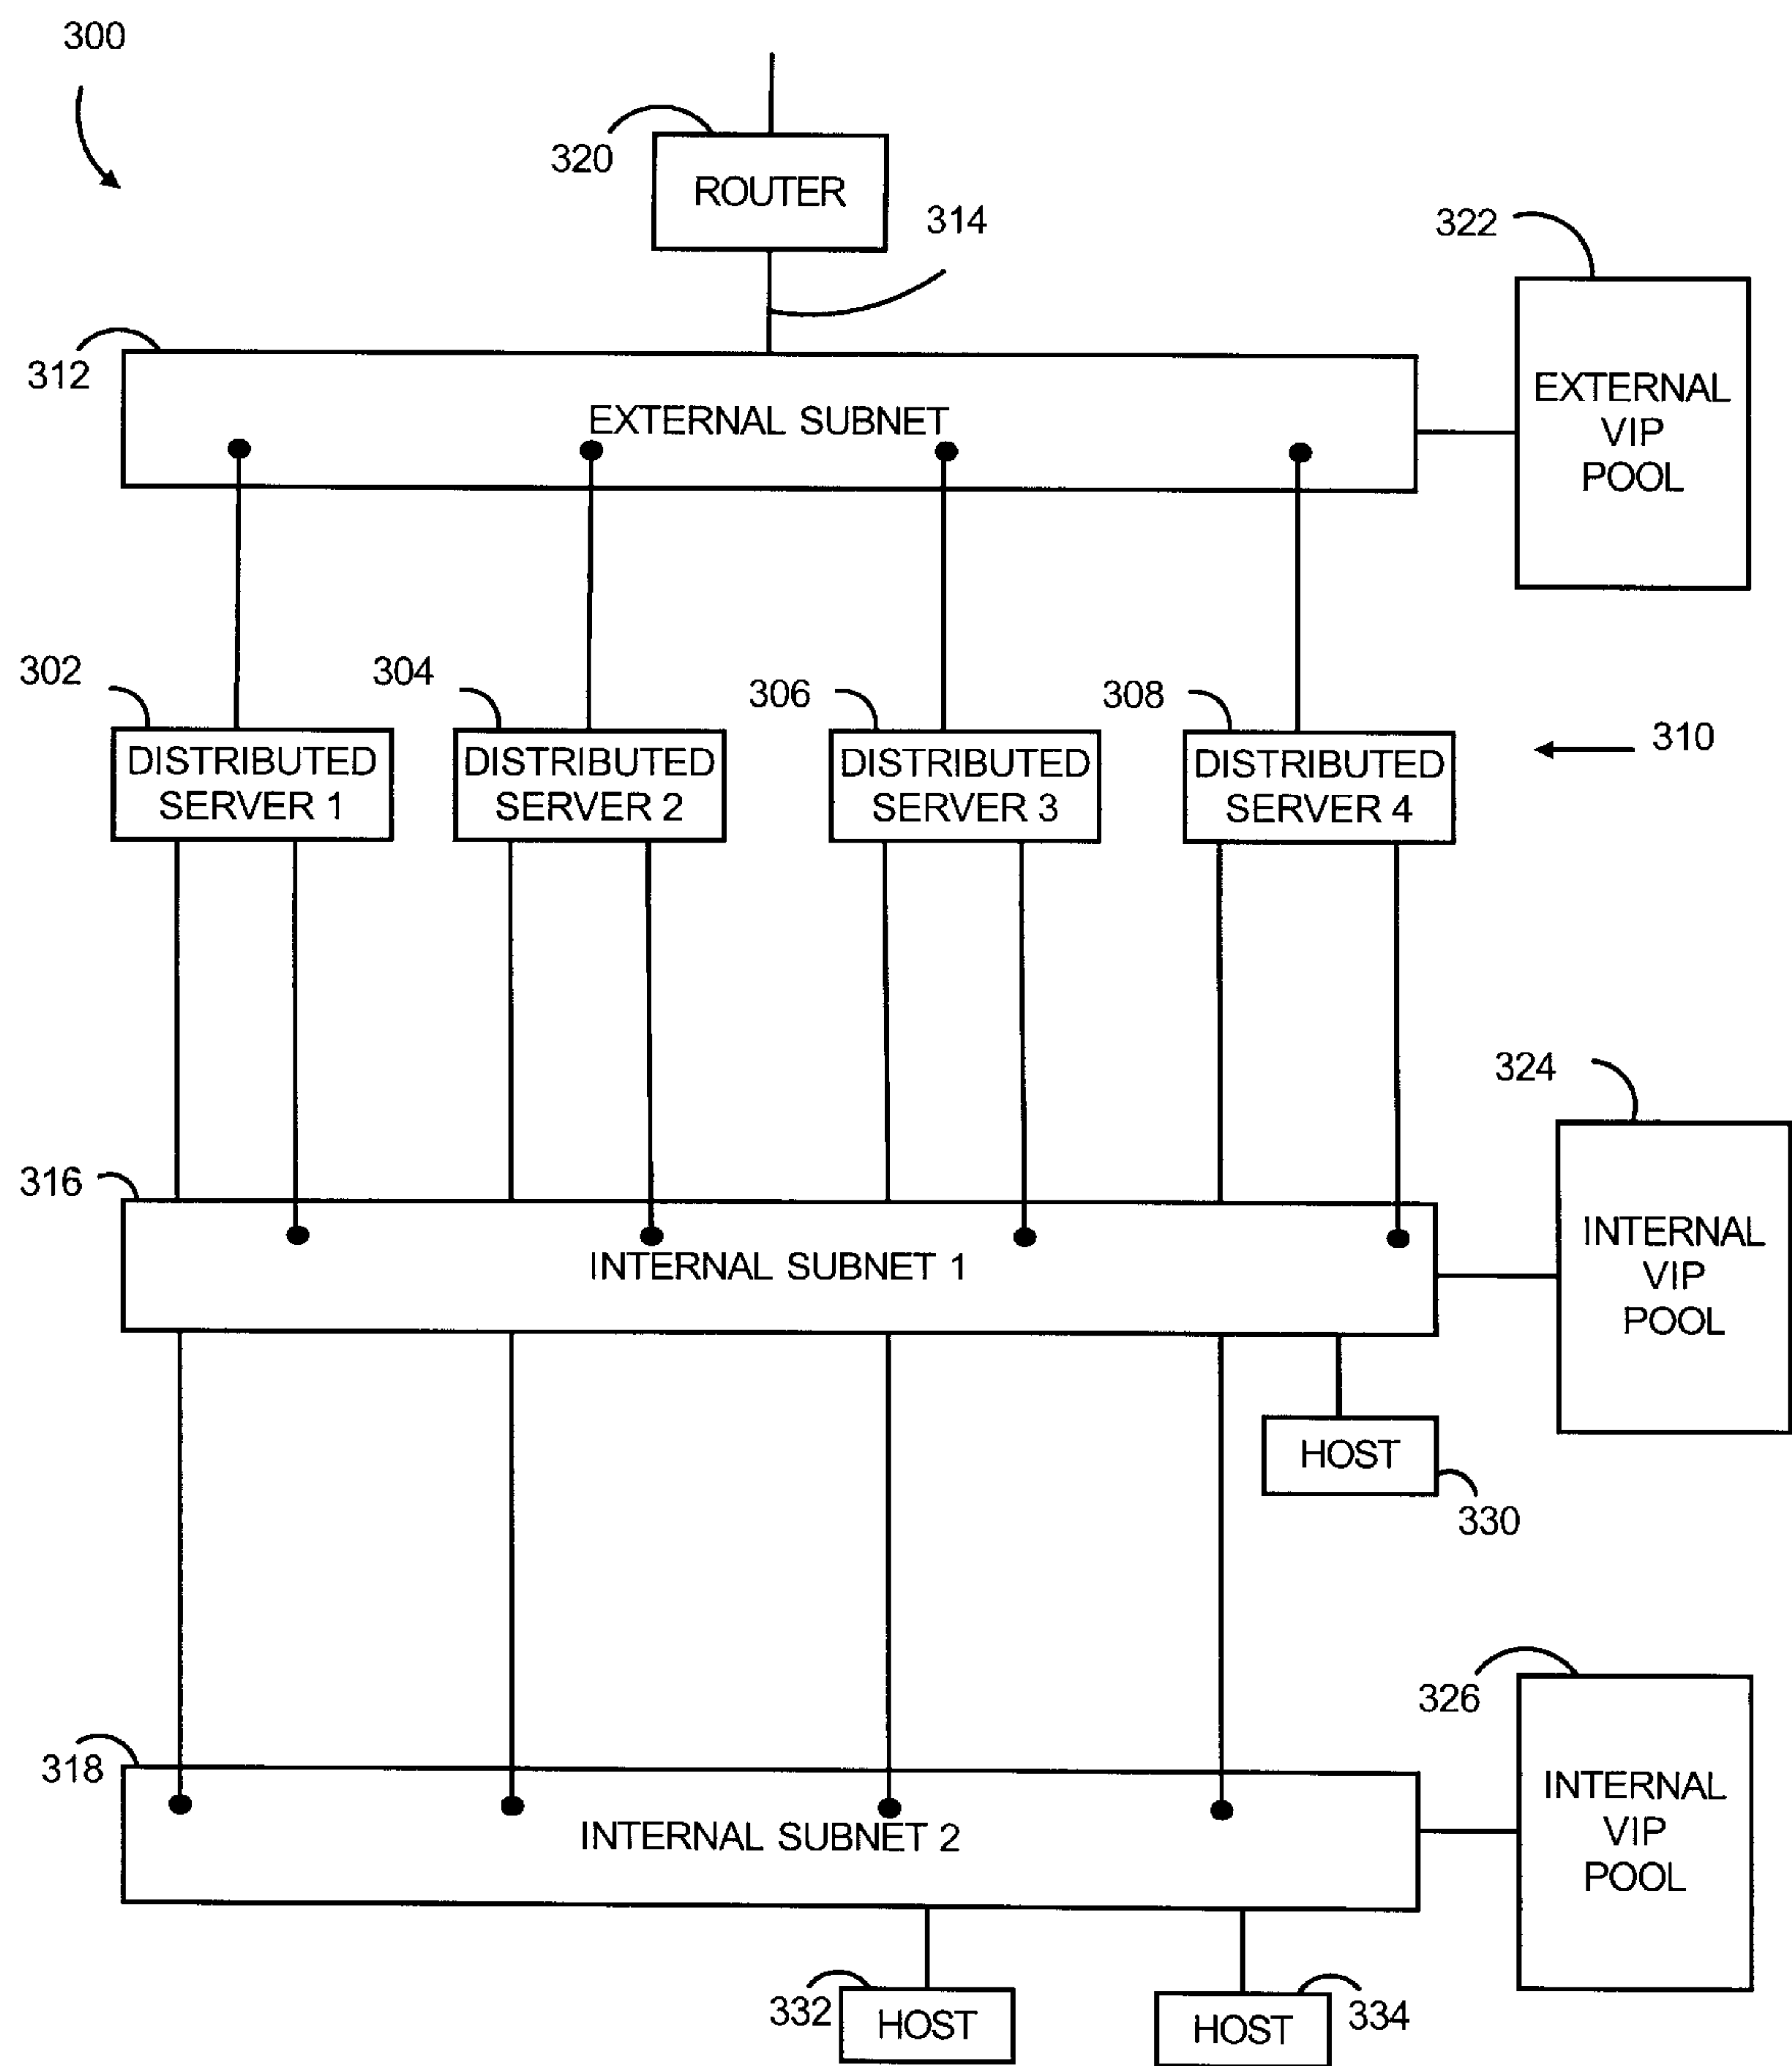 300
320
ROUTER
314
322
312
EXTERNAL SUBNET
EXTERNAL
VIP
POOL
302
304
306
308
310
DISTRIBUTED
SERVER 1
DISTRIBUTED
SERVER 2
DISTRIBUTED
SERVER 3
DISTRIBUTED
SERVER 4
324
316
INTERNAL SUBNET 1
INTERNAL
VIP
POOL
HOST
330
326
318
INTERNAL SUBNET 2
INTERNAL
VIP
POOL
332
HOST
HOST
334